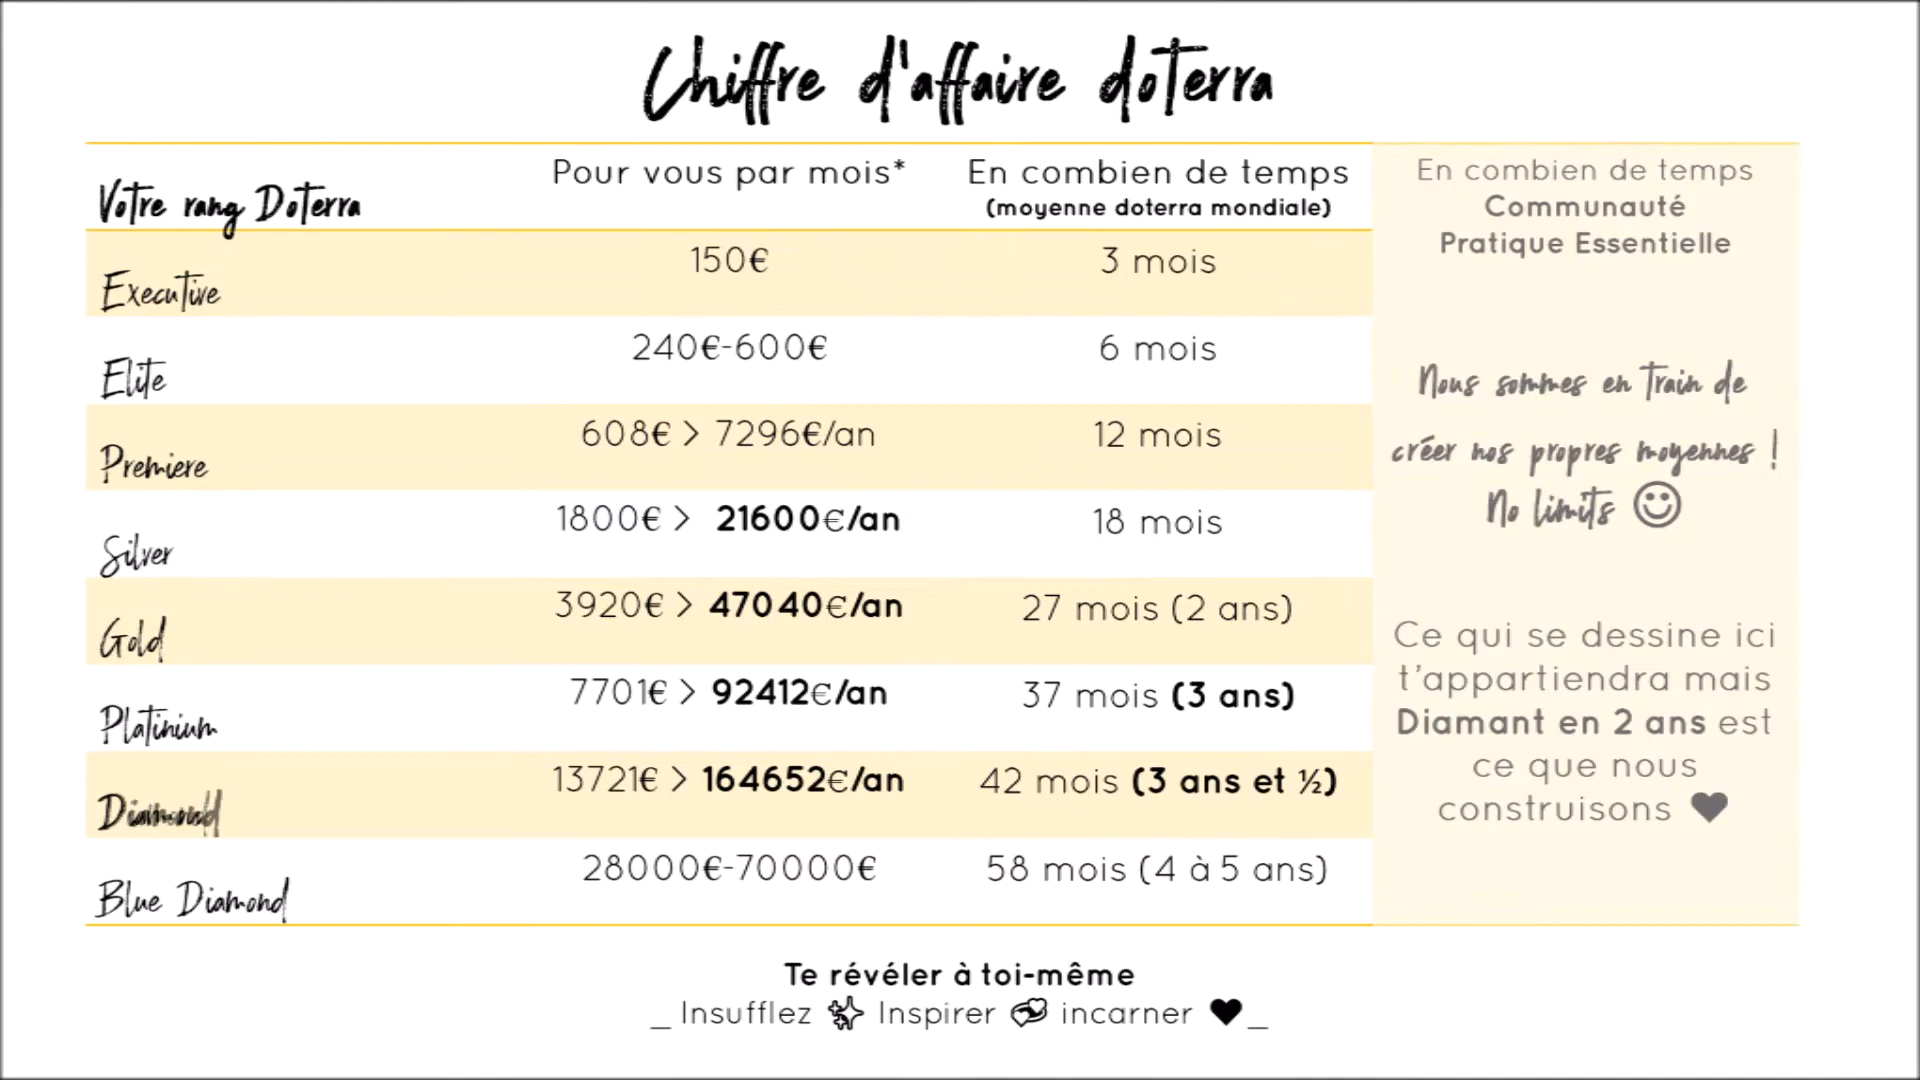 Chiffre d'affaire doTerra
Votre rang DoTerra
Pour vous par mois*
En combien de temps
(moyenne doterra mondiale)
En combien de temps
Communauté
Pratique Essentielle
Executive
150€
3 mois
Elite
240€-600€
6 mois
Premiere
608€ > 7296€/an
12 mois
Silver
1800€ > 21600€/an
18 mois
Gold
3920€ > 47040€/an
27 mois (2 ans)
Platinium
7701€ > 92412€/an
37 mois (3 ans)
Diamond
13721€ > 164652€/an
42 mois (3 ans et ½)
Blue Diamond
28000€-70000€
58 mois (4 à 5 ans)
Nous sommes en train de
créer nos propres moyennes !
No limits ☺
Ce qui se dessine ici
t'appartiendra mais
Diamant en 2 ans est
ce que nous
construisons ♥
Te révéler à toi-même
_ Insufflez ✨ Inspirer 💞 incarner ♥ _